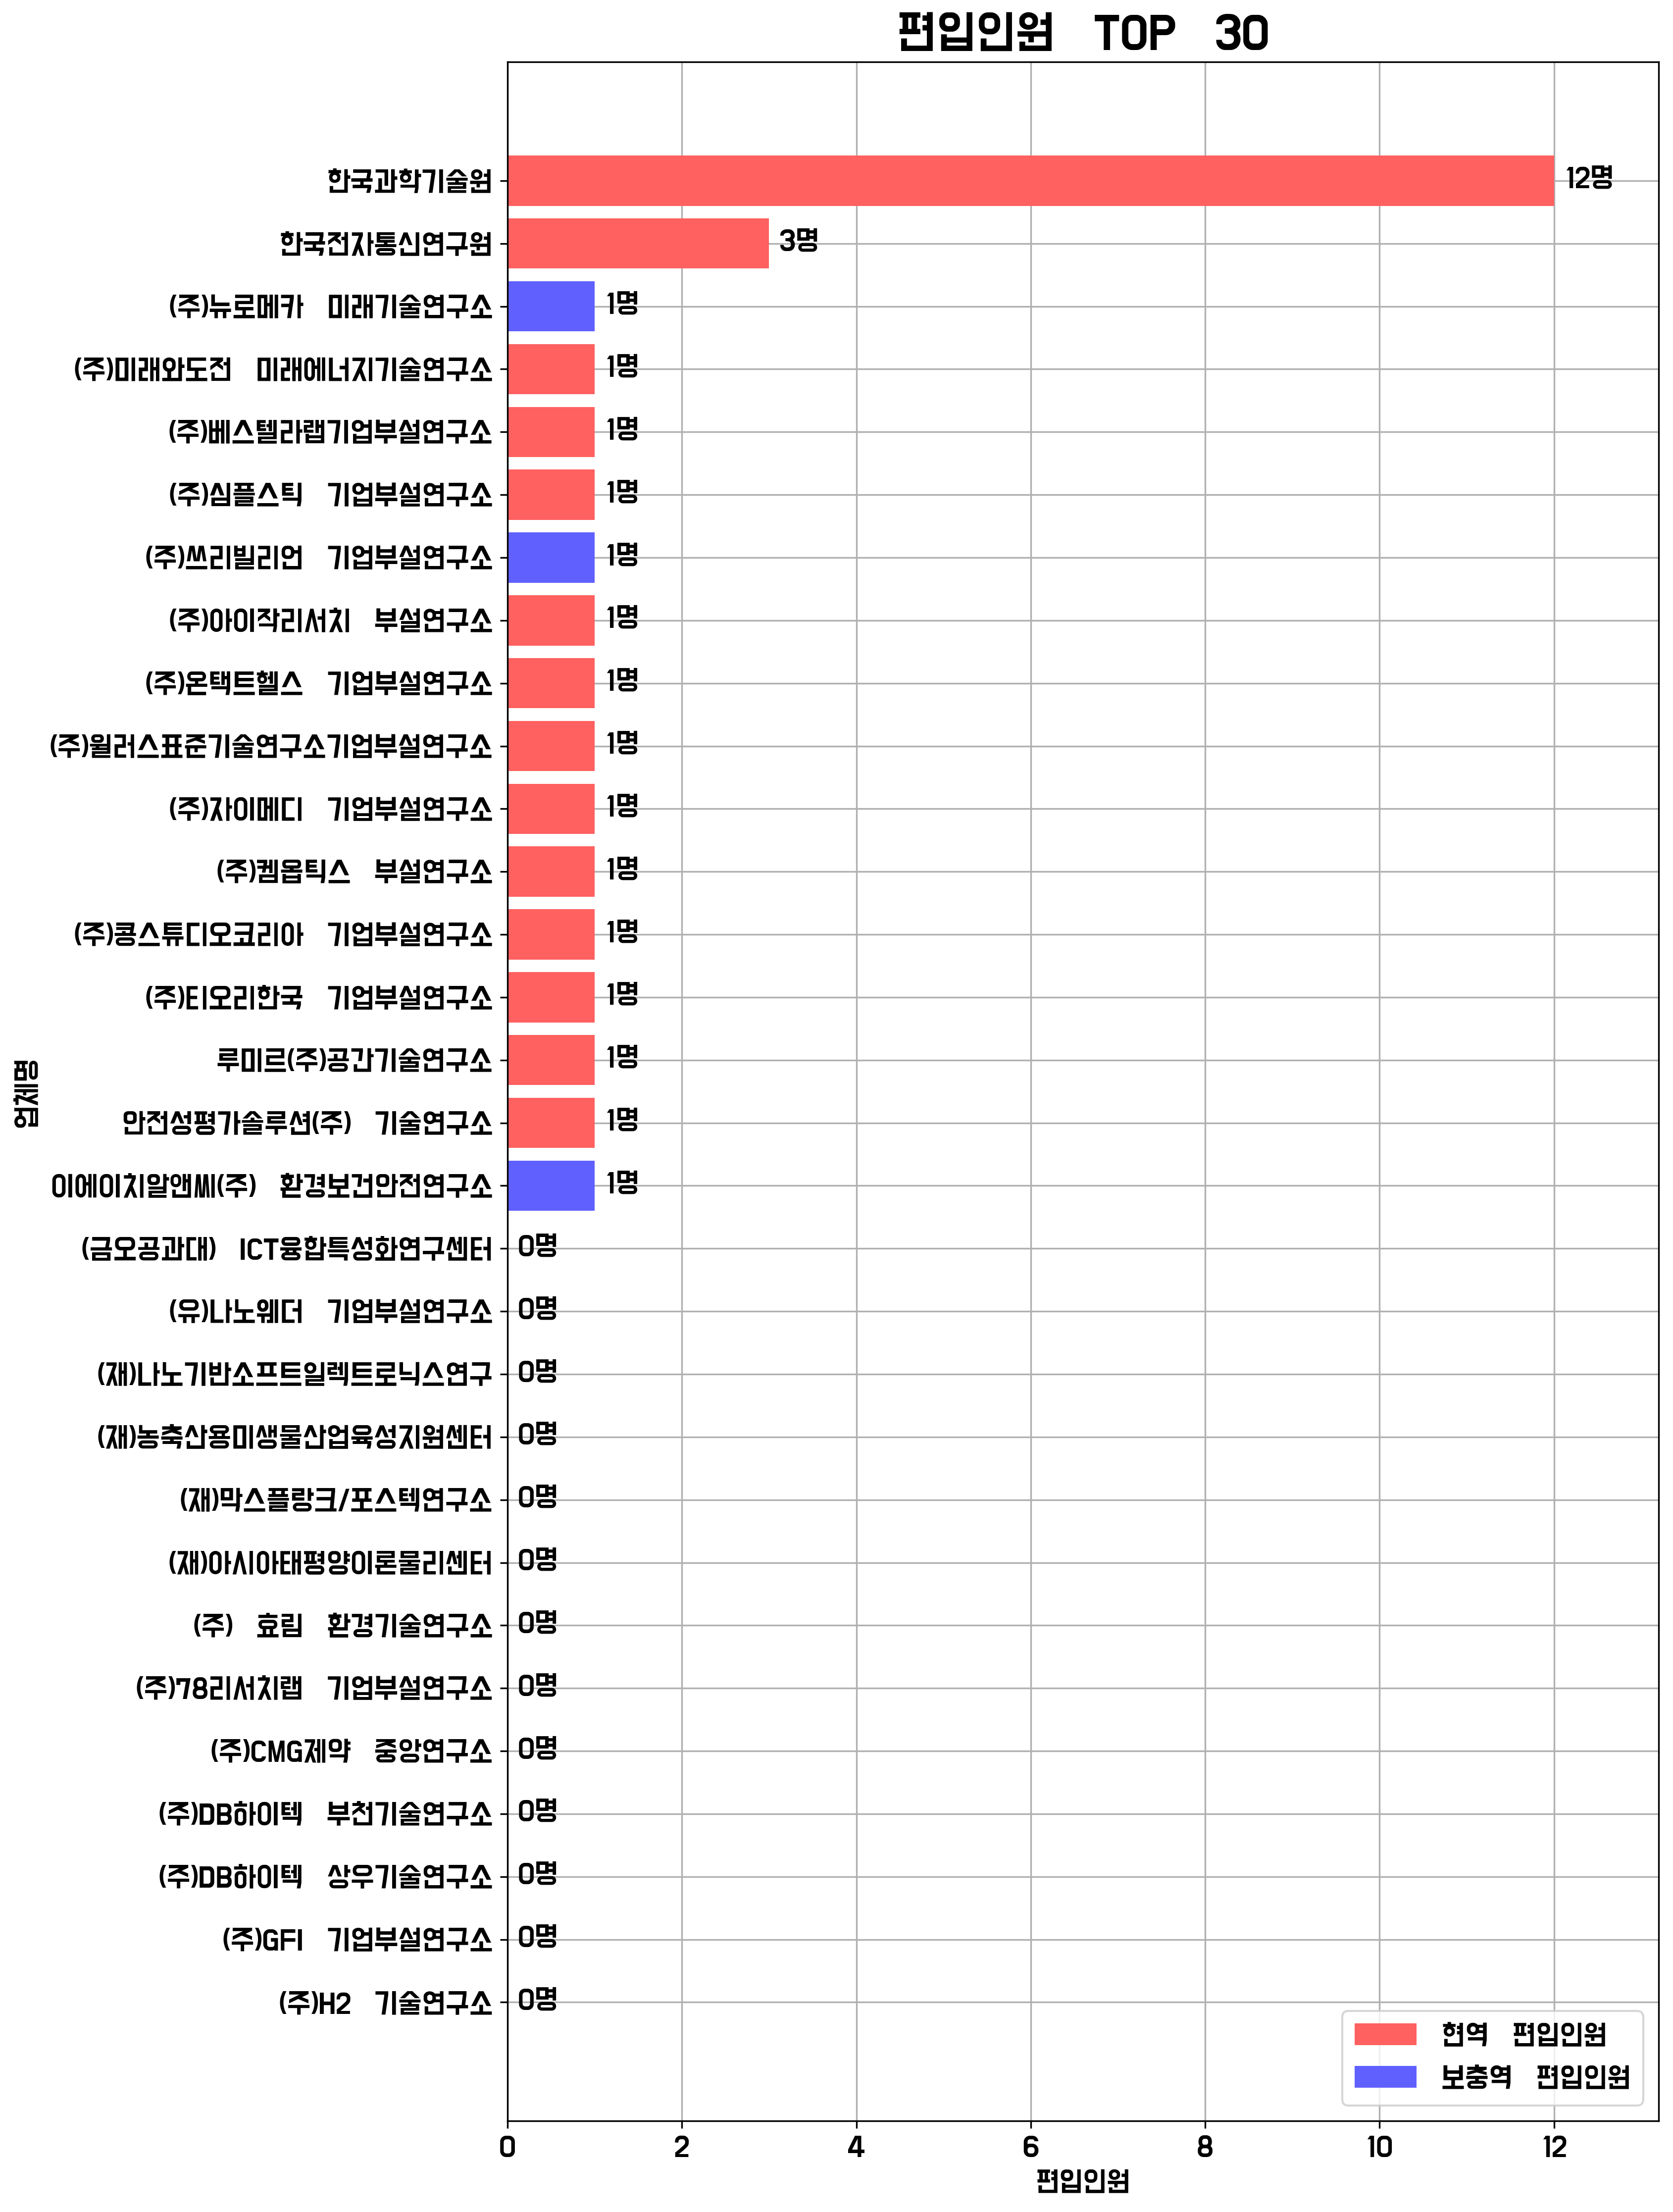 편입인원 TOP 30
한국과학기술원 12명
한국전자통신연구원 3명
(주)뉴로메카 미래기술연구소 1명
(주)미래와도전 미래에너지기술연구소 1명
(주)베스텔라랩기업부설연구소 1명
(주)심플스틱 기업부설연구소 1명
(주)쓰리빌리언 기업부설연구소 1명
(주)아이작리서치 부설연구소 1명
(주)온택트헬스 기업부설연구소 1명
(주)윌러스표준기술연구소기업부설연구소 1명
(주)자이메디 기업부설연구소 1명
(주)켐옵틱스 부설연구소 1명
(주)콩스튜디오코리아 기업부설연구소 1명
(주)티오리한국 기업부설연구소 1명
루미르(주)공간기술연구소 1명
안전성평가솔루션(주) 기술연구소 1명
이에이치알앤씨(주) 환경보건안전연구소 1명
(금오공과대) ICT융합특성화연구센터 0명
(유)나노웨더 기업부설연구소 0명
(재)나노기반소프트일렉트로닉스연구 0명
(재)농축산용미생물산업육성지원센터 0명
(재)막스플랑크/포스텍연구소 0명
(재)아시아태평양이론물리센터 0명
(주) 효림 환경기술연구소 0명
(주)78리서치랩 기업부설연구소 0명
(주)CMG제약 중앙연구소 0명
(주)DB하이텍 부천기술연구소 0명
(주)DB하이텍 상우기술연구소 0명
(주)GFI 기업부설연구소 0명
(주)H2 기술연구소 0명
업체명
현역 편입인원
보충역 편입인원
0 2 4 6 8 10 12
편입인원